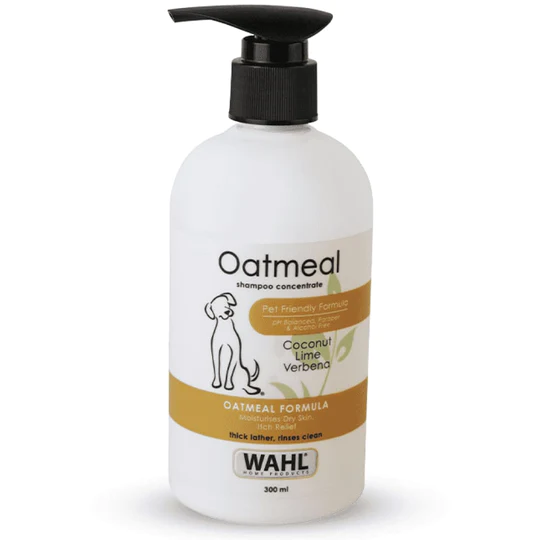 Oatmeal
shampoo concentrate
Pet Friendly Formula
pH Balanced, Paraben
& Alcohol Free
Coconut
Lime
Verbena
OATMEAL FORMULA
Moisturises Dry Skin,
Itch Relief
thick lather, rinses clean
WAHL
HOME PRODUCTS
300 ml